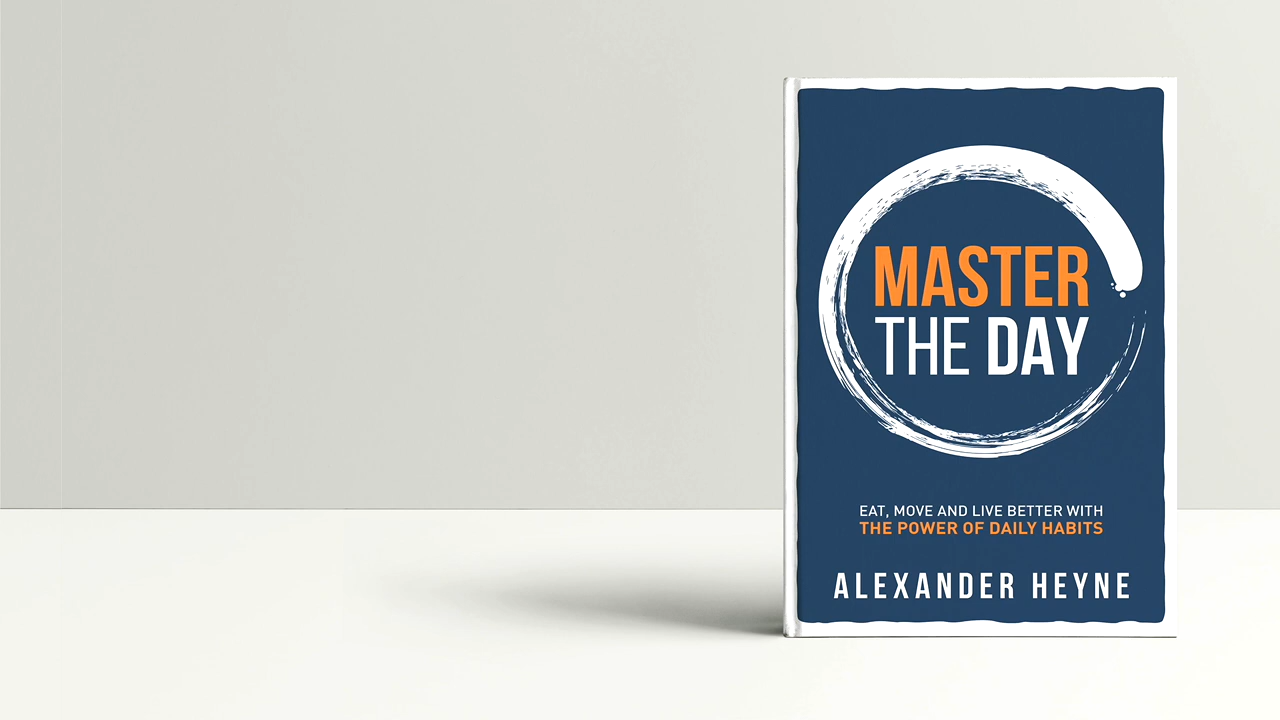 MASTER
THE DAY
EAT, MOVE AND LIVE BETTER WITH
THE POWER OF DAILY HABITS
ALEXANDER HEYNE